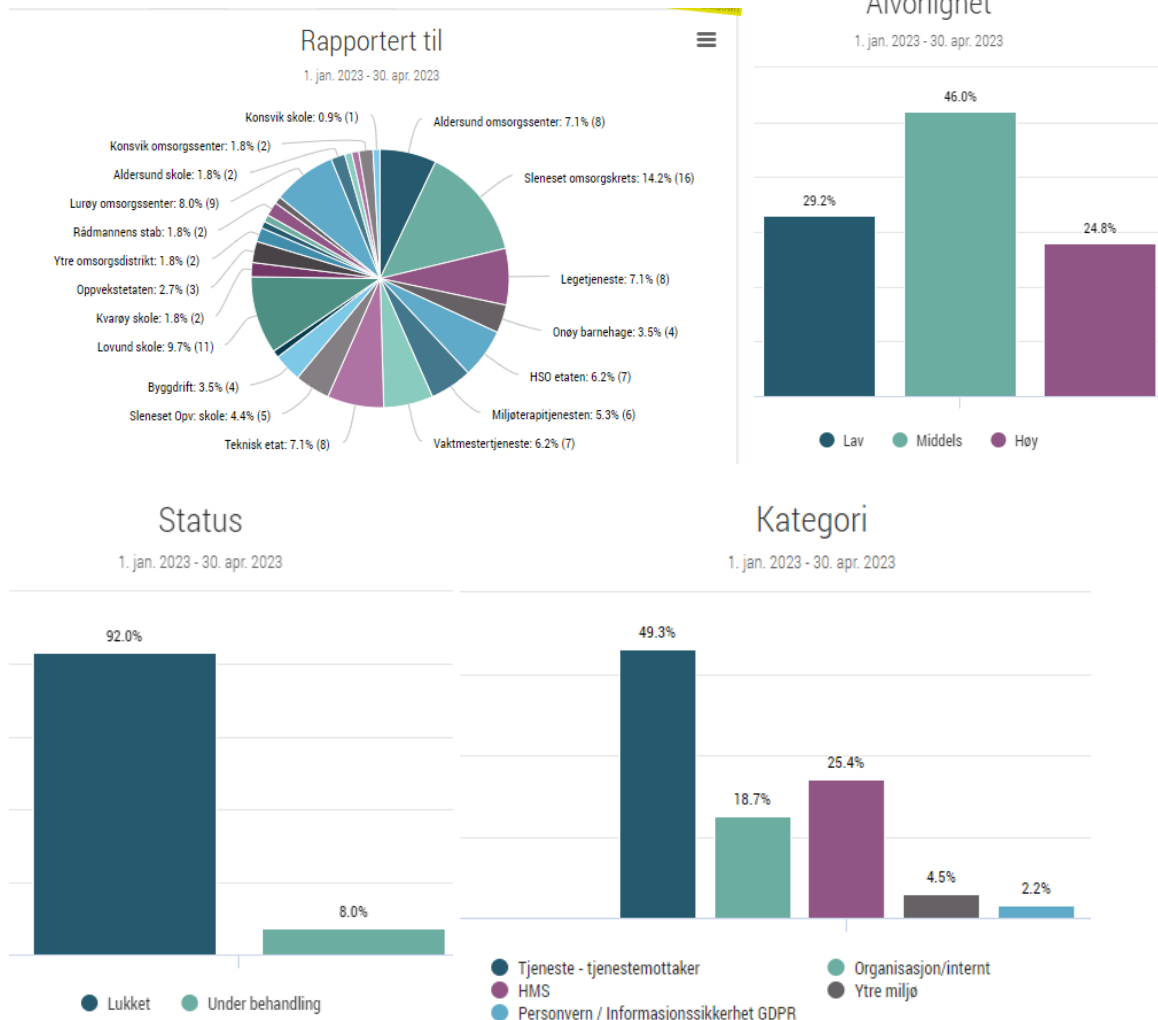 Rapportert til
1. jan. 2023 - 30. apr. 2023
Konsvik skole: 0.9% (1)
Aldersund omsorgssenter: 7.1% (8)
Konsvik omsorgssenter: 1.8% (2)
Aldersund skole: 1.8% (2)
Sleneset omsorgskrets: 14.2% (16)
Lurøy omsorgssenter: 8.0% (9)
Rådmannens stab: 1.8% (2)
Ytre omsorgsdistrikt: 1.8% (2)
Legetjeneste: 7.1% (8)
Oppvekstetaten: 2.7% (3)
Kvarøy skole: 1.8% (2)
Onøy barnehage: 3.5% (4)
Lovund skole: 9.7% (11)
HSO etaten: 6.2% (7)
Byggdrift: 3.5% (4)
Sleneset Opv: skole: 4.4% (5)
Miljøterapitjenesten: 5.3% (6)
Teknisk etat: 7.1% (8)
Vaktmestertjeneste: 6.2% (7)
Alvorlighet
1. jan. 2023 - 30. apr. 2023
46.0%
29.2%
24.8%
Lav Middels Høy
Status
1. jan. 2023 - 30. apr. 2023
92.0%
8.0%
Lukket Under behandling
Kategori
1. jan. 2023 - 30. apr. 2023
49.3%
18.7%
25.4%
4.5%
2.2%
Tjeneste - tjenestemottaker Organisasjon/internt
HMS Ytre miljø
Personvern / Informasjonssikkerhet GDPR